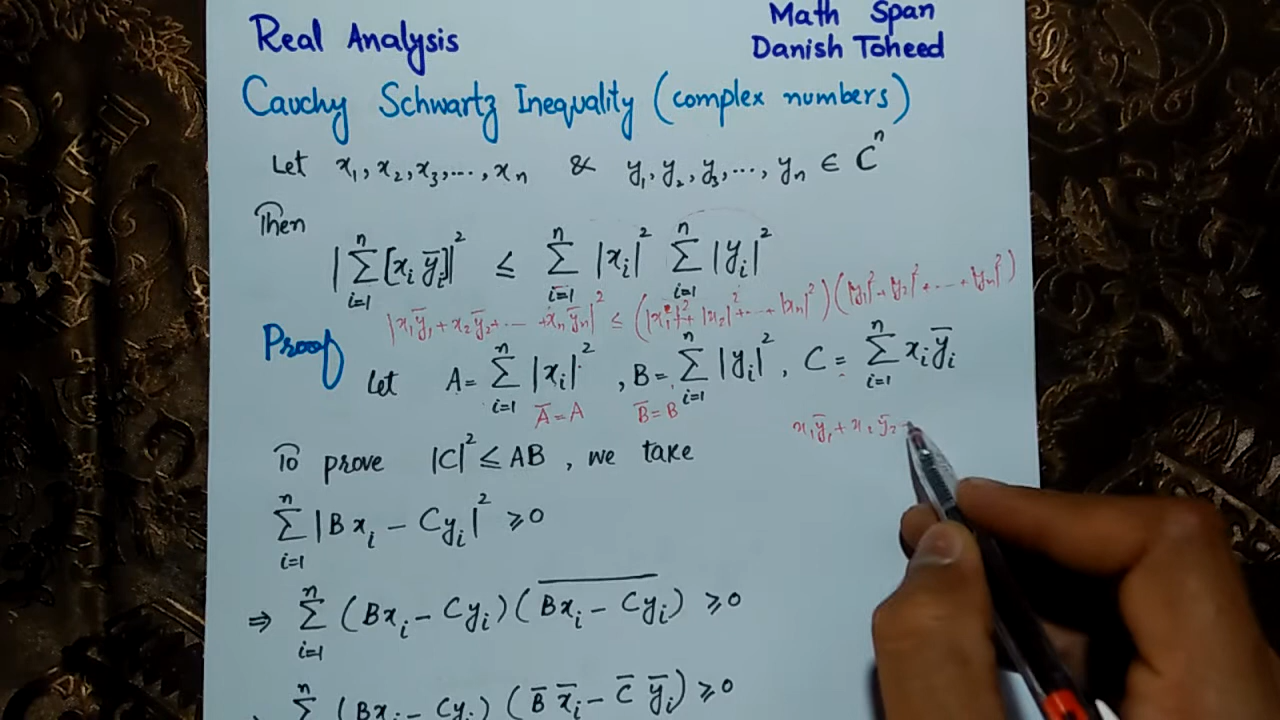 Real Analysis
Math Span
Danish Toheed
Cauchy Schwartz Inequality (complex numbers)
Let x₁, x₂, x₃, ..., xₙ & y₁, y₂, y₃, ..., yₙ ∈ Cⁿ
Then
|∑ᵢ₌₁ⁿ [xᵢ ȳᵢ]|² ≤ ∑ᵢ₌₁ⁿ |xᵢ|² ∑ᵢ₌₁ⁿ |yᵢ|²
|x₁ȳ₁ + x₂ȳ₂ + ... + xₙȳₙ|² ≤ (|x₁|² + |x₂|² + ... + |xₙ|²)(|y₁|² + |y₂|² + ... + |yₙ|²)
Proof
Let A = ∑ᵢ₌₁ⁿ |xᵢ|², B = ∑ᵢ₌₁ⁿ |yᵢ|², C = ∑ᵢ₌₁ⁿ xᵢȳᵢ
Ā = A B̄ = B
x₁ȳ₁ + x₂ȳ₂ +
To prove |C|² ≤ AB, we take
∑ᵢ₌₁ⁿ |Bxᵢ - Cyᵢ|² ≥ 0
⇒ ∑ᵢ₌₁ⁿ (Bxᵢ - Cyᵢ)(B̅x̅ᵢ̅ ̅-̅ ̅C̅y̅ᵢ̅) ≥ 0
∑ⁿ (Bxᵢ - Cyᵢ)(B̄ x̄ᵢ - C̄ ȳᵢ) ≥ 0